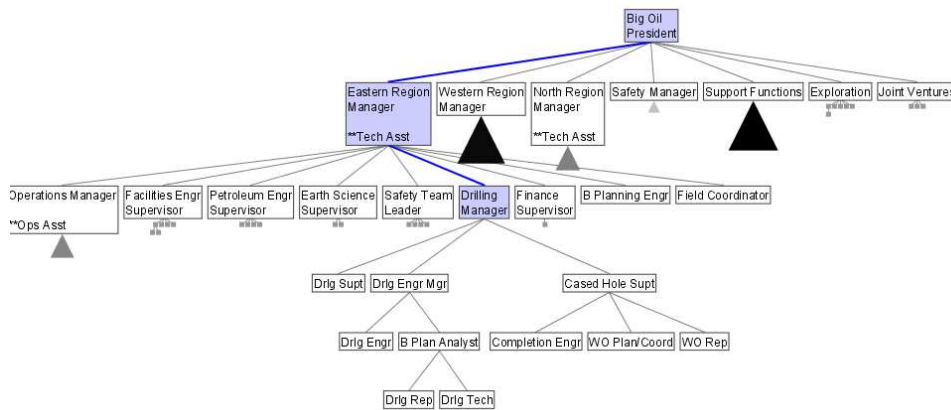 Big Oil
President
Eastern Region
Manager
**Tech Asst
Western Region
Manager
North Region
Manager
**Tech Asst
Safety Manager
Support Functions
Exploration
Joint Ventures
Operations Manager
**Ops Asst
Facilities Engr
Supervisor
Petroleum Engr
Supervisor
Earth Science
Supervisor
Safety Team
Leader
Drilling
Manager
Finance
Supervisor
B Planning Engr
Field Coordinator
Drlg Supt
Drlg Engr Mgr
Cased Hole Supt
Drlg Engr
B Plan Analyst
Completion Engr
WO Plan/Coord
WO Rep
Drlg Rep
Drlg Tech